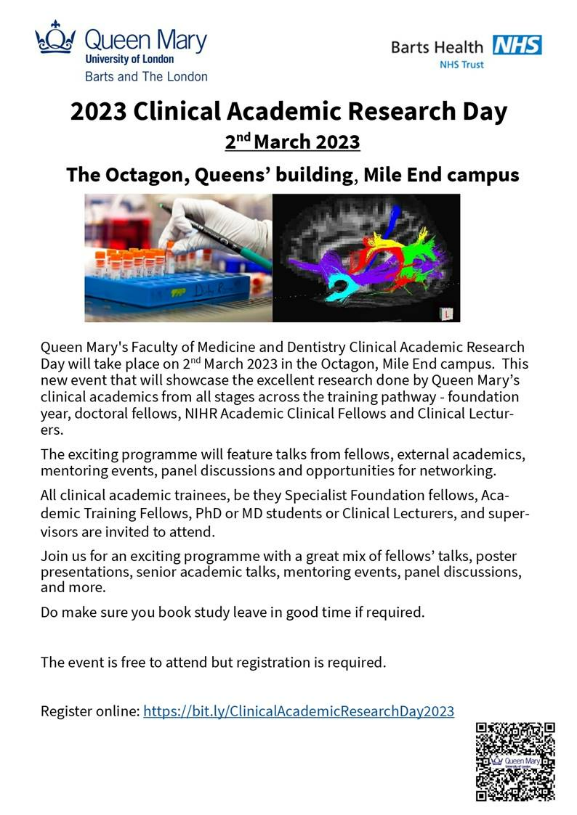 Queen Mary
University of London
Barts and The London
Barts Health NHS
NHS Trust
2023 Clinical Academic Research Day
2nd March 2023
The Octagon, Queens’ building, Mile End campus
L
Queen Mary's Faculty of Medicine and Dentistry Clinical Academic Research
Day will take place on 2nd March 2023 in the Octagon, Mile End campus. This
new event that will showcase the excellent research done by Queen Mary’s
clinical academics from all stages across the training pathway - foundation
year, doctoral fellows, NIHR Academic Clinical Fellows and Clinical Lectur-
ers.
The exciting programme will feature talks from fellows, external academics,
mentoring events, panel discussions and opportunities for networking.
All clinical academic trainees, be they Specialist Foundation fellows, Aca-
demic Training Fellows, PhD or MD students or Clinical Lecturers, and super-
visors are invited to attend.
Join us for an exciting programme with a great mix of fellows’ talks, poster
presentations, senior academic talks, mentoring events, panel discussions,
and more.
Do make sure you book study leave in good time if required.
The event is free to attend but registration is required.
Register online: https://bit.ly/ClinicalAcademicResearchDay2023
Queen Mary
University of London